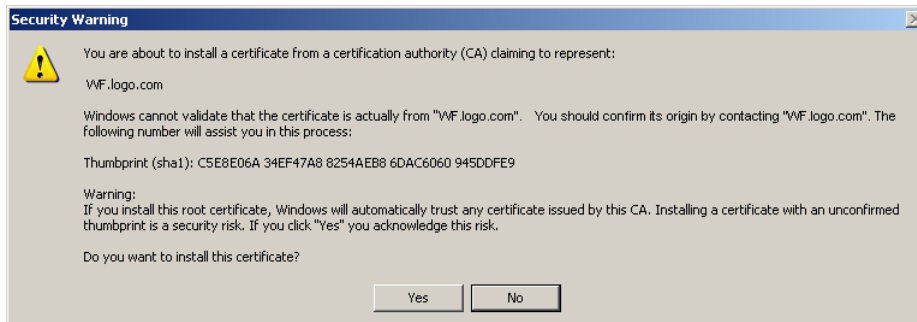 Security Warning
You are about to install a certificate from a certification authority (CA) claiming to represent:
WF.logo.com
Windows cannot validate that the certificate is actually from "WF.logo.com". You should confirm its origin by contacting "WF.logo.com". The
following number will assist you in this process:
Thumbprint (sha1): C5E8E06A 34EF47A8 8254AEB8 6DAC6060 945DDFE9
Warning:
If you install this root certificate, Windows will automatically trust any certificate issued by this CA. Installing a certificate with an unconfirmed
thumbprint is a security risk. If you click "Yes" you acknowledge this risk.
Do you want to install this certificate?
Yes No